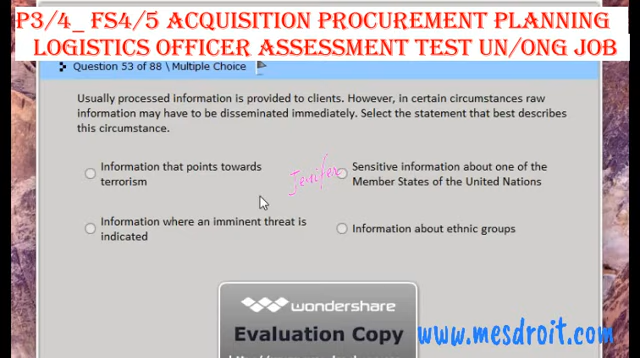 P3/4_ FS4/5 ACQUISITION PROCUREMENT PLANNING
LOGISTICS OFFICER ASSESSMENT TEST UN/ONG JOB
Question 53 of 88 \ Multiple Choice
Usually processed information is provided to clients. However, in certain circumstances raw
information may have to be disseminated immediately. Select the statement that best describes
this circumstance.
Information that points towards
terrorism
Jenifex
Sensitive information about one of the
Member States of the United Nations
Information where an imminent threat is
indicated
Information about ethnic groups
wondershare
Evaluation Copy
www.mesdroit.com